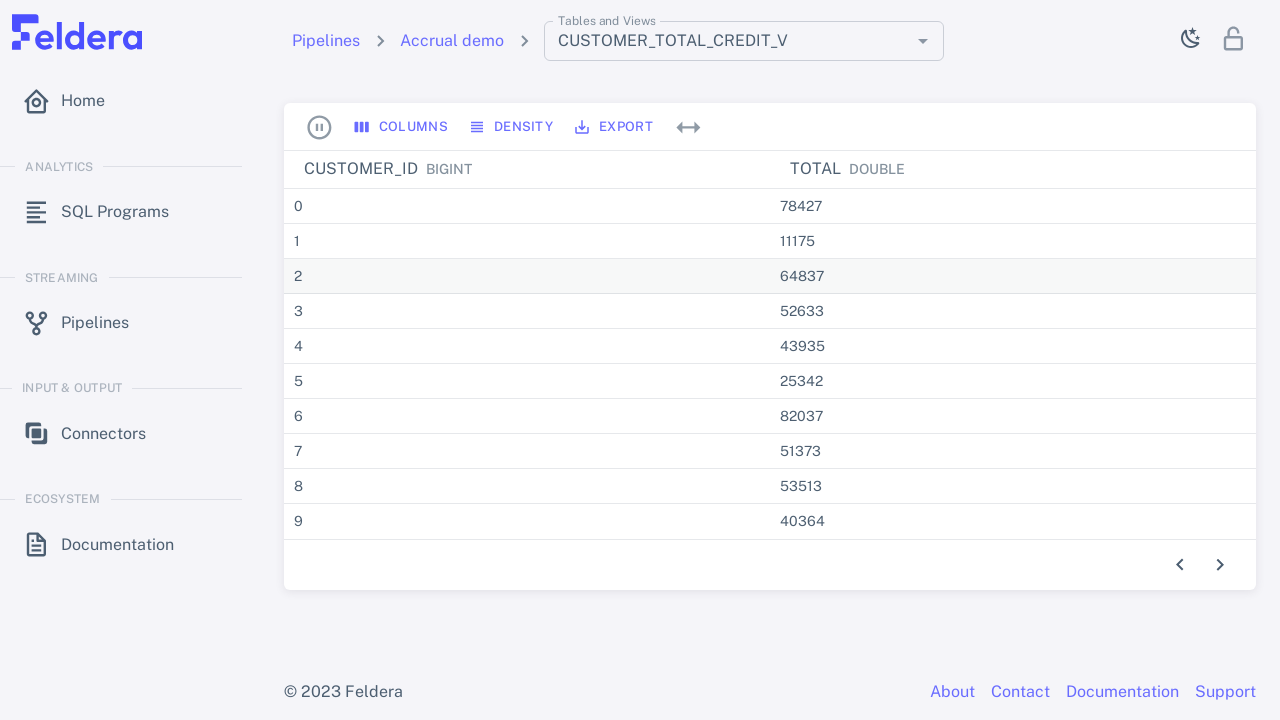 Feldera
Pipelines
Accrual demo
Tables and Views
CUSTOMER_TOTAL_CREDIT_V
Home
ANALYTICS
SQL Programs
STREAMING
Pipelines
INPUT & OUTPUT
Connectors
ECOSYSTEM
Documentation
COLUMNS DENSITY EXPORT
CUSTOMER_ID BIGINT TOTAL DOUBLE
0 78427
1 11175
2 64837
3 52633
4 43935
5 25342
6 82037
7 51373
8 53513
9 40364
© 2023 Feldera
About Contact Documentation Support